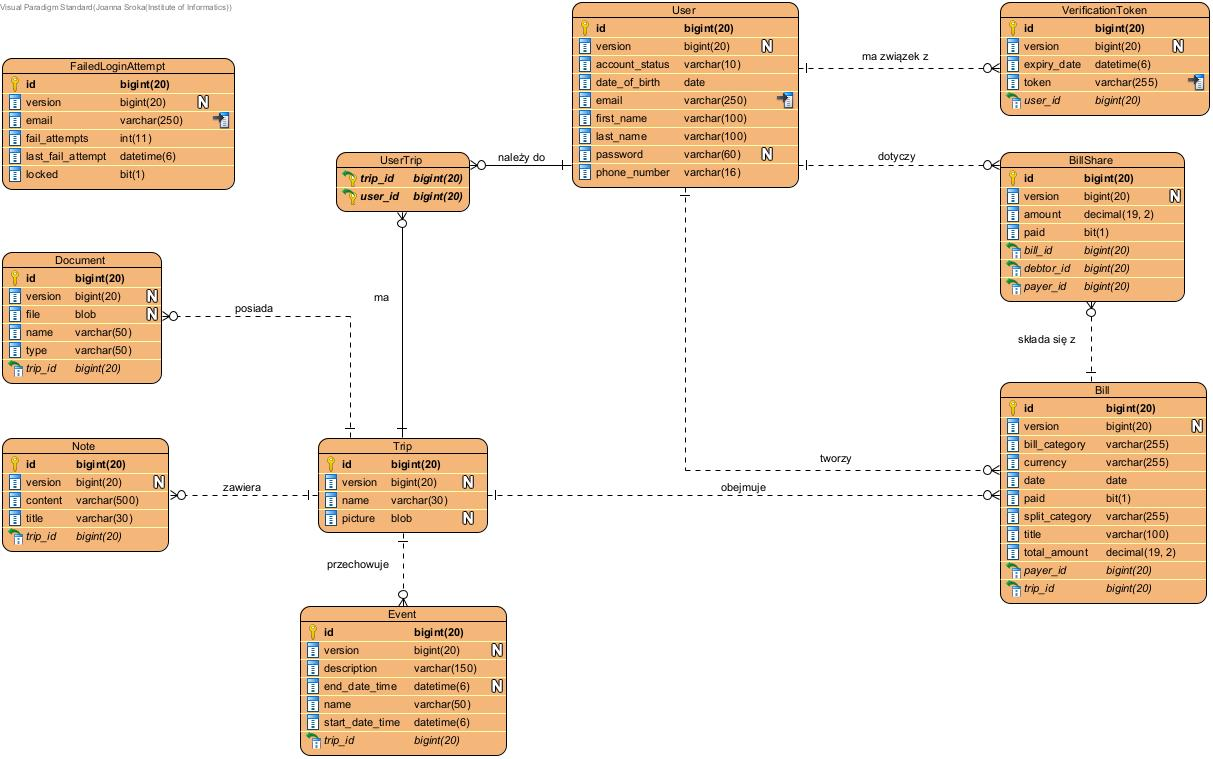 Visual Paradigm Standard(Joanna Sroka(Institute of Informatics))
User
id bigint(20)
version bigint(20) N
account_status varchar(10)
date_of_birth date
email varchar(250)
first_name varchar(100)
last_name varchar(100)
password varchar(60) N
phone_number varchar(16)
VerificationToken
id bigint(20)
version bigint(20) N
expiry_date datetime(6)
token varchar(255)
user_id bigint(20)
ma związek z
FailedLoginAttempt
id bigint(20)
version bigint(20) N
email varchar(250)
fail_attempts int(11)
last_fail_attempt datetime(6)
locked bit(1)
UserTrip
trip_id bigint(20)
user_id bigint(20)
należy do
dotyczy
BillShare
id bigint(20)
version bigint(20) N
amount decimal(19, 2)
paid bit(1)
bill_id bigint(20)
debtor_id bigint(20)
payer_id bigint(20)
Document
id bigint(20)
version bigint(20) N
file blob N
name varchar(50)
type varchar(50)
trip_id bigint(20)
posiada
ma
składa się z
Bill
id bigint(20)
version bigint(20) N
bill_category varchar(255)
currency varchar(255)
date date
paid bit(1)
split_category varchar(255)
title varchar(100)
total_amount decimal(19, 2)
payer_id bigint(20)
trip_id bigint(20)
tworzy
obejmuje
Note
id bigint(20)
version bigint(20) N
content varchar(500)
title varchar(30)
trip_id bigint(20)
zawiera
Trip
id bigint(20)
version bigint(20) N
name varchar(30)
picture blob N
przechowuje
Event
id bigint(20)
version bigint(20) N
description varchar(150)
end_date_time datetime(6) N
name varchar(50)
start_date_time datetime(6)
trip_id bigint(20)